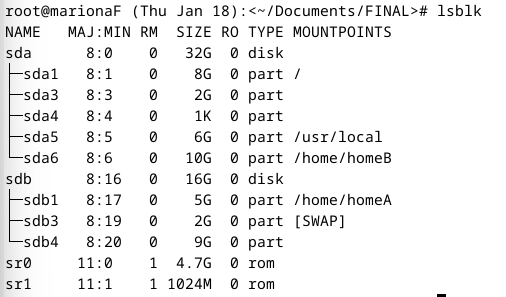 root@marionaF (Thu Jan 18):<~/Documents/FINAL># lsblk
NAME   MAJ:MIN RM  SIZE RO TYPE MOUNTPOINTS
sda      8:0    0   32G  0 disk
├─sda1   8:1    0    8G  0 part /
├─sda3   8:3    0    2G  0 part
├─sda4   8:4    0    1K  0 part
├─sda5   8:5    0    6G  0 part /usr/local
└─sda6   8:6    0   10G  0 part /home/homeB
sdb      8:16   0   16G  0 disk
├─sdb1   8:17   0    5G  0 part /home/homeA
├─sdb3   8:19   0    2G  0 part [SWAP]
└─sdb4   8:20   0    9G  0 part
sr0     11:0    1  4.7G  0 rom
sr1     11:1    1 1024M  0 rom